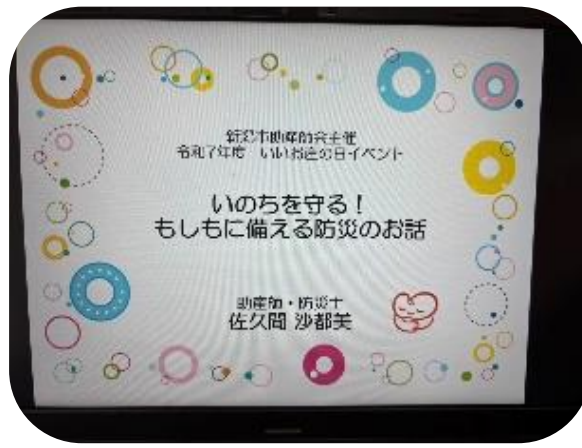 新潟市助産師会主催
令和7年度 いいお産の日イベント
いのちを守る！
もしもに備える防災のお話
助産師・防災士
佐久間 沙都美